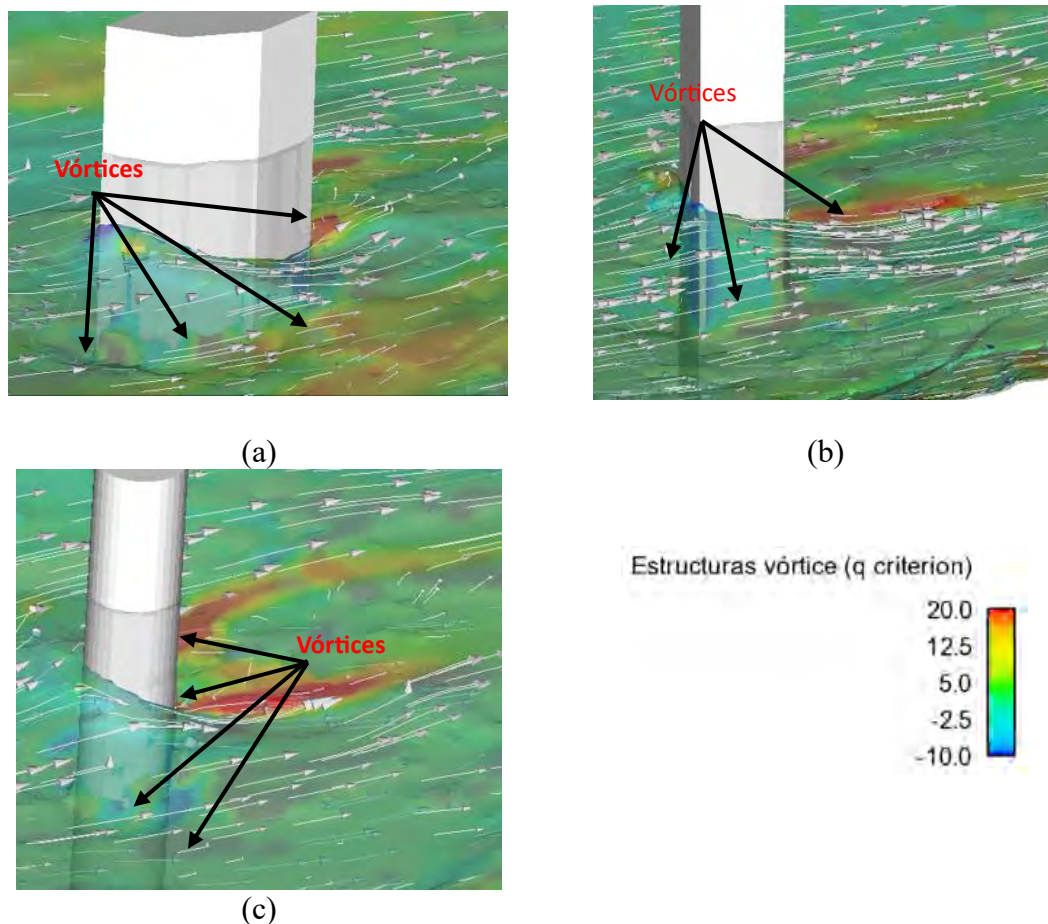 Vórtices
Vórtices
(a)
(b)
Vórtices
(c)
Estructuras vórtice (q criterion)
20.0
12.5
5.0
-2.5
-10.0